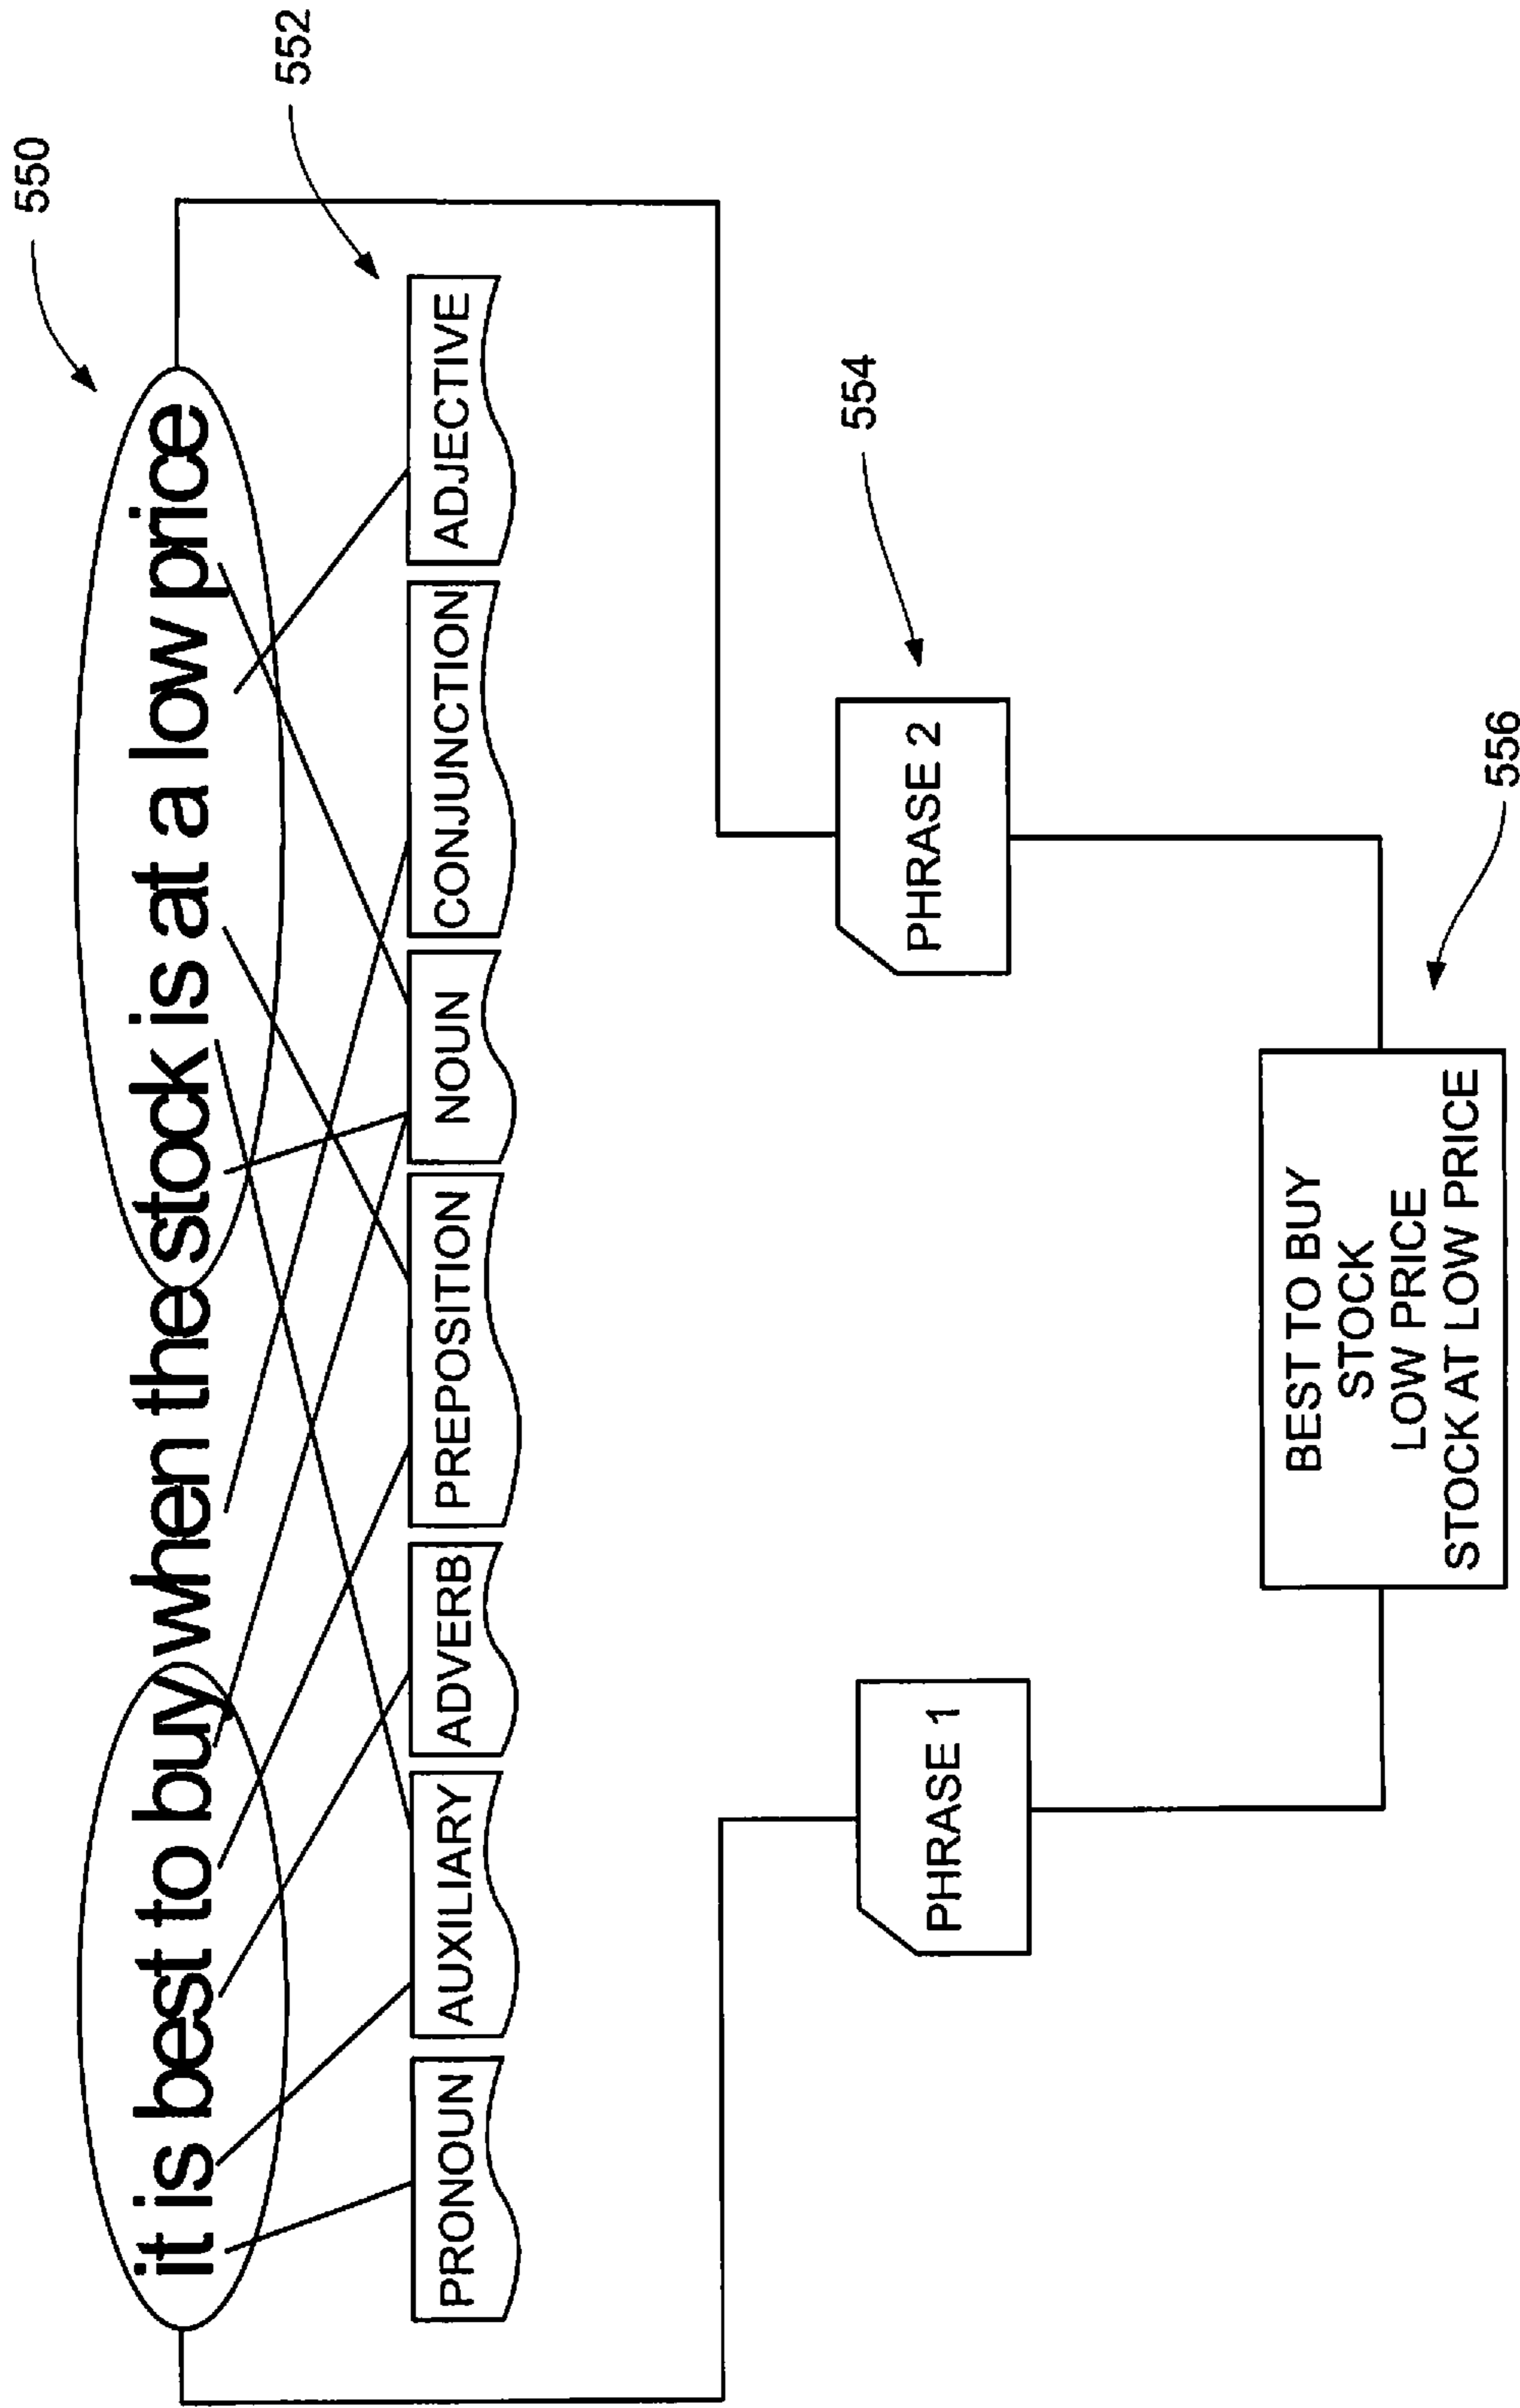 550
it is best to buy when the stock is at a low price
552
PRONOUN
AUXILIARY
ADVERB
PREPOSITION
NOUN
CONJUNCTION
ADJECTIVE
554
PHRASE 1
PHRASE 2
556
BEST TO BUY
STOCK
LOW PRICE
STOCK AT LOW PRICE